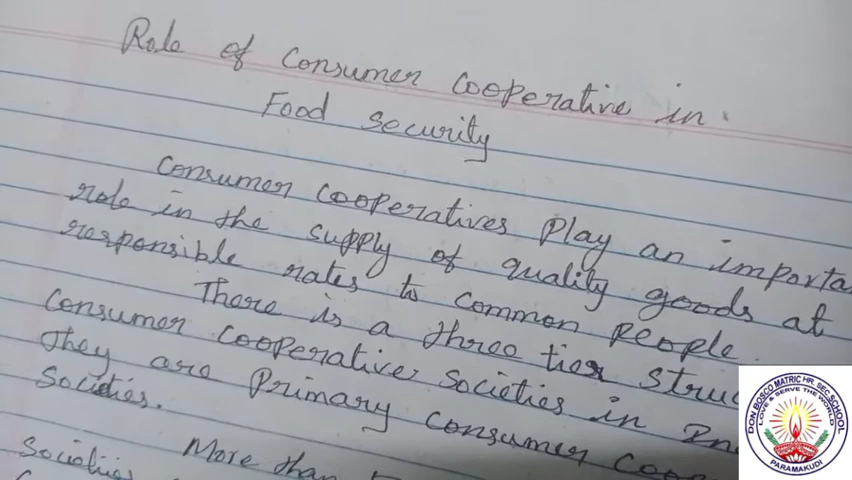 Role of Consumer Cooperative in
Food Security
Consumer Cooperatives Play an importa
role in the supply of quality goods at
responsible rates to common people.
There is a three tier struc
Consumer Cooperative Societies in In
They are Primary Consumer Coop
Societies.
More than
Societies
DON BOSCO MATRIC HR. SEC. SCHOOL
LOVE & SERVE THE WORLD
PARAMAKUDI